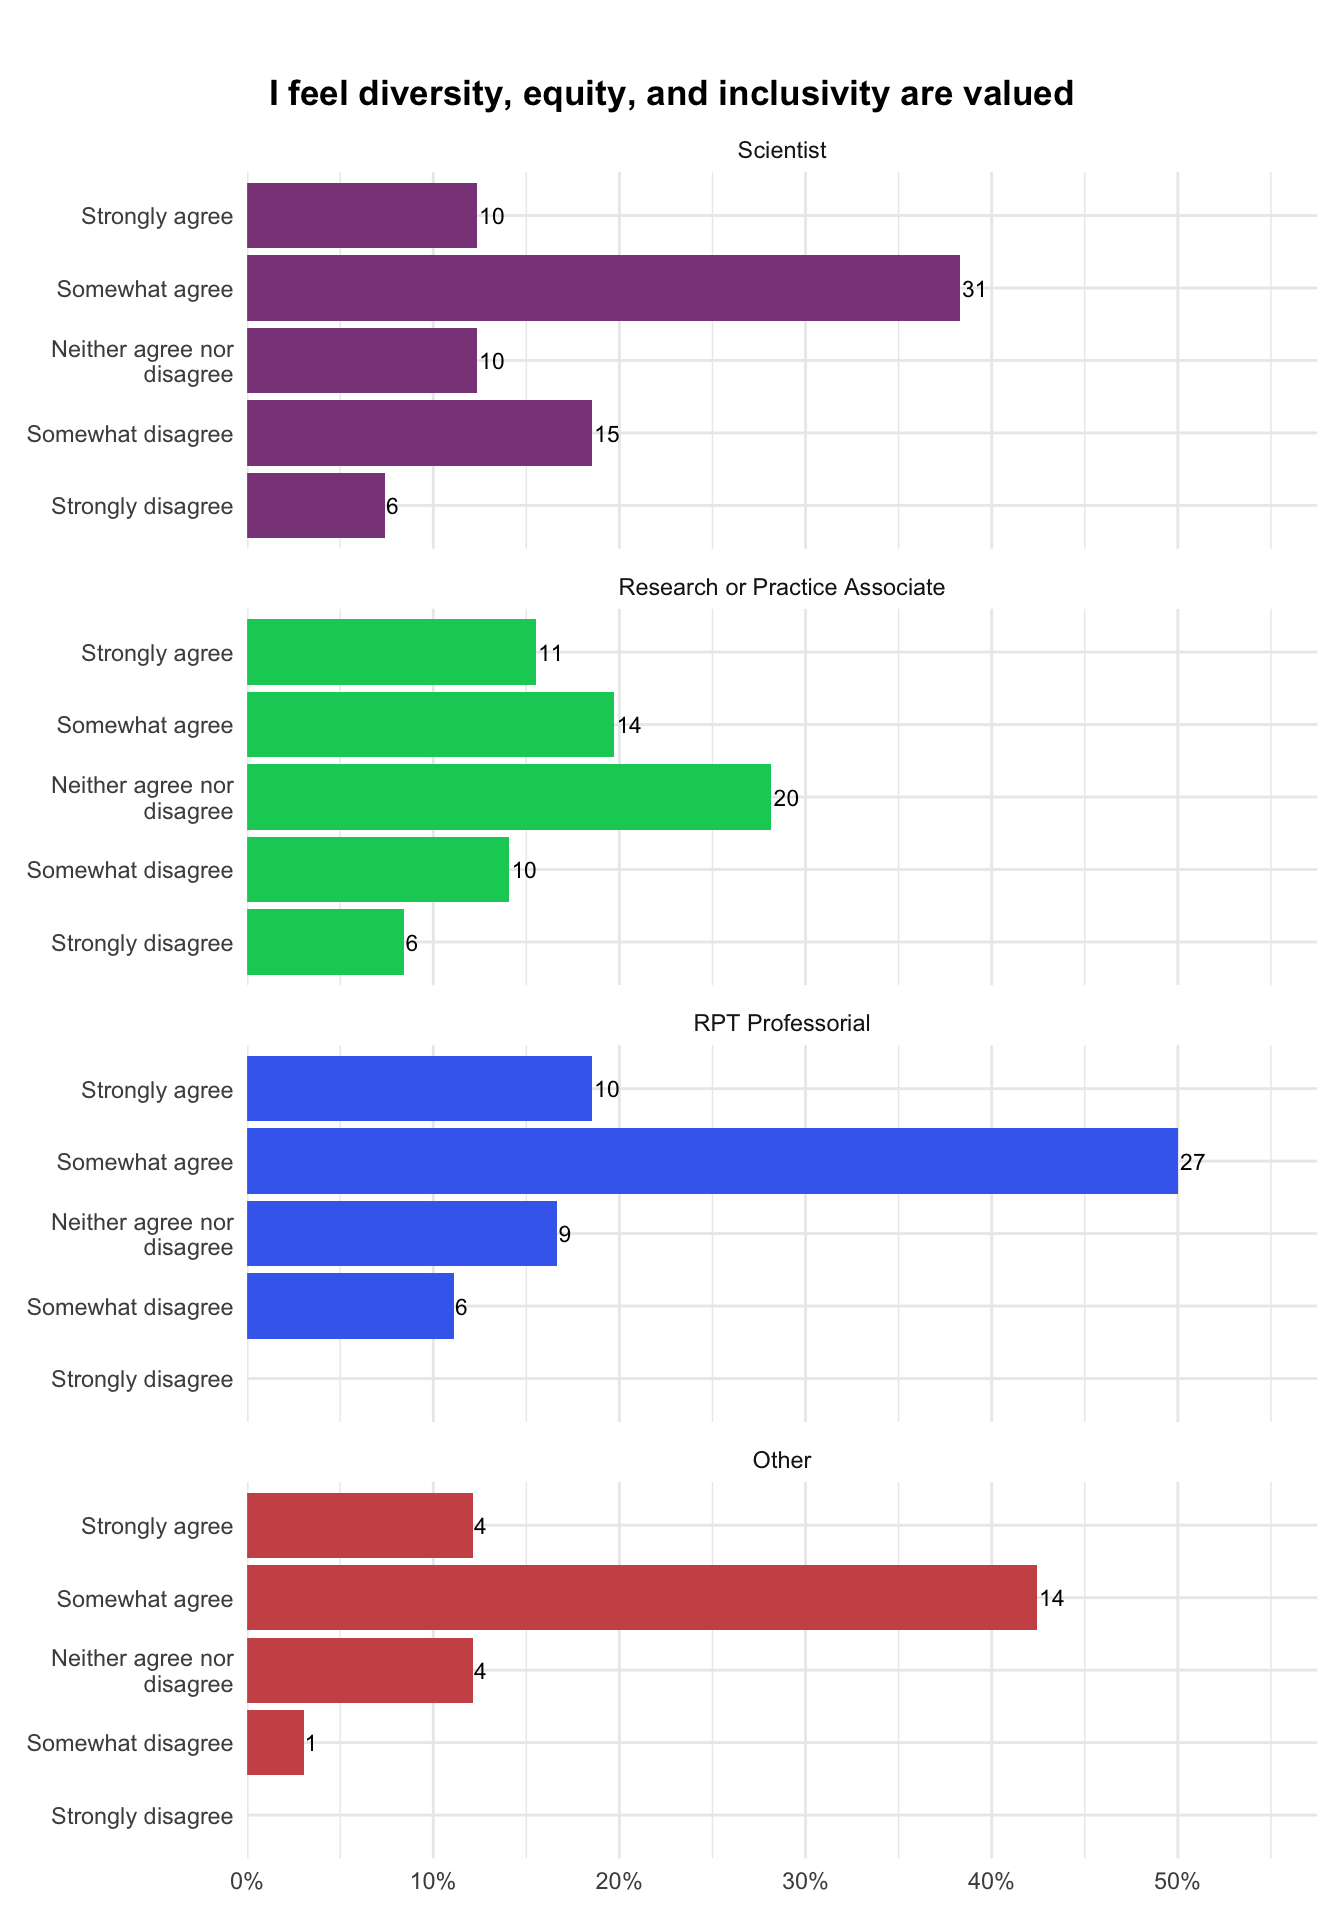 I feel diversity, equity, and inclusivity are valued
Scientist
Strongly agree
10
Somewhat agree
31
Neither agree nor
disagree
10
Somewhat disagree
15
Strongly disagree
6
Research or Practice Associate
Strongly agree
11
Somewhat agree
14
Neither agree nor
disagree
20
Somewhat disagree
10
Strongly disagree
6
RPT Professorial
Strongly agree
10
Somewhat agree
27
Neither agree nor
disagree
9
Somewhat disagree
6
Strongly disagree
Other
Strongly agree
4
Somewhat agree
14
Neither agree nor
disagree
4
Somewhat disagree
1
Strongly disagree
0% 10% 20% 30% 40% 50%